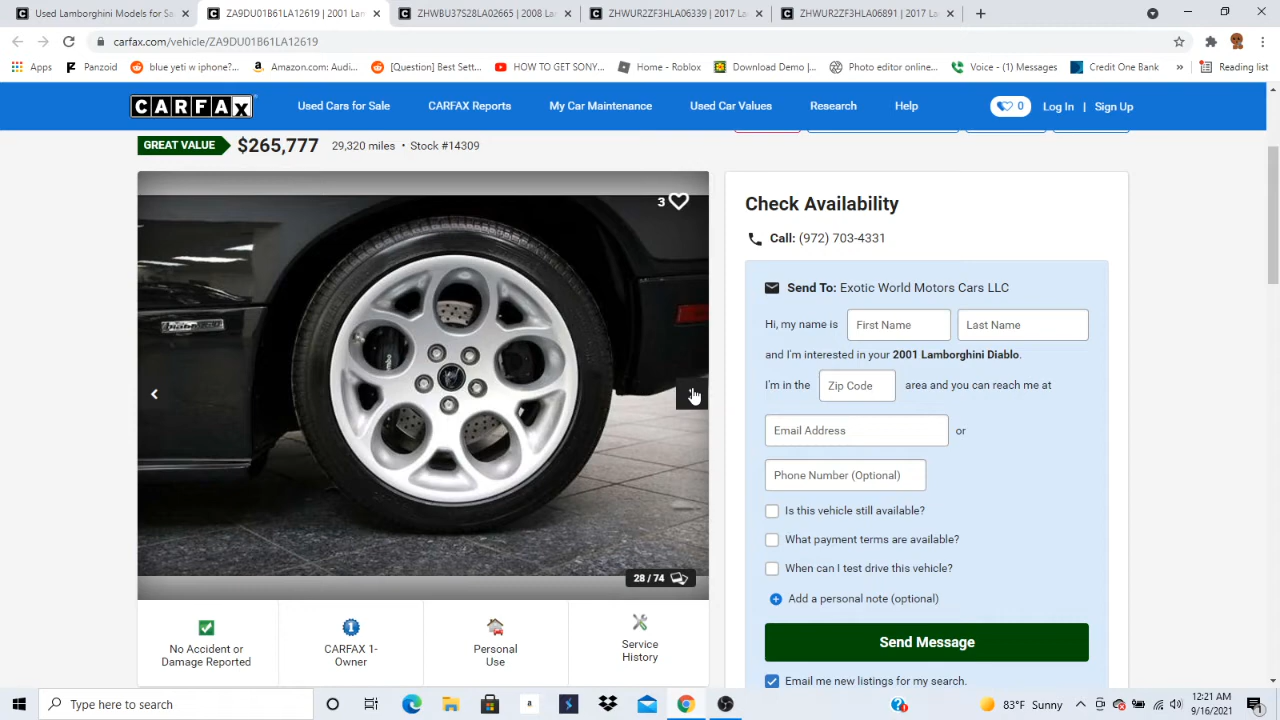 Used Lamborghini Models for Sa
ZA9DU01B61LA12619 | 2001 Lan
ZHWBU37S28LA02665 | 2008 Lan
ZHWUR2ZF3HLA06339 | 2017 Lan
ZHWUR2ZF3HLA06891 | 2017 Lan
carfax.com/vehicle/ZA9DU01B61LA12619
Apps
Panzoid
blue yeti w iphone?...
Amazon.com: Audi...
[Question] Best Sett...
HOW TO GET SONY...
Home - Roblox
Download Demo |...
Photo editor online...
Voice - (1) Messages
Credit One Bank
»
Reading list
CARFAX
Used Cars for Sale
CARFAX Reports
My Car Maintenance
Used Car Values
Research
Help
0
Log In | Sign Up
GREAT VALUE $265,777 29,320 miles • Stock #14309
3
28 / 74
No Accident or
Damage Reported
1
CARFAX 1-
Owner
Personal
Use
Service
History
Check Availability
Call: (972) 703-4331
Send To: Exotic World Motors Cars LLC
Hi, my name is First Name Last Name
and I'm interested in your 2001 Lamborghini Diablo.
I'm in the Zip Code area and you can reach me at
Email Address or
Phone Number (Optional)
Is this vehicle still available?
What payment terms are available?
When can I test drive this vehicle?
Add a personal note (optional)
Send Message
Email me new listings for my search.
Type here to search
83°F Sunny
12:21 AM
9/16/2021